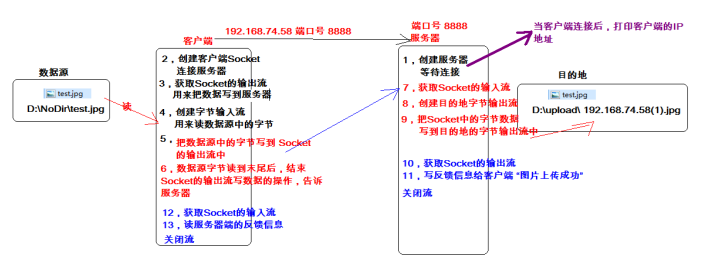 192.168.74.58 端口号 8888
客户端
端口号 8888
服务器
当客户端连接后，打印客户端的IP
地址
数据源
test.jpg
D:\NoDir\test.jpg
读
2，创建客户端Socket
连接服务器
3，获取Socket的输出流
用来把数据写到服务器
4，创建字节输入流
用来读数据源中的字节
5，把数据源中的字节写到 Socket
的输出流中
6，数据源字节读到末尾后，结束
Socket的输出流写数据的操作，告诉
服务器
12，获取Socket的输入流
13，读服务器端的反馈信息
关闭流
1，创建服务器
等待连接
7，获取Socket的输入流
8，创建目的地字节输出流
9，把Socket中的字节数据
写到目的地的字节输出流中
10，获取Socket的输出流
11，写反馈信息给客户端 “图片上传成功”
关闭流
目的地
test.jpg
D:\upload\ 192.168.74.58(1).jpg